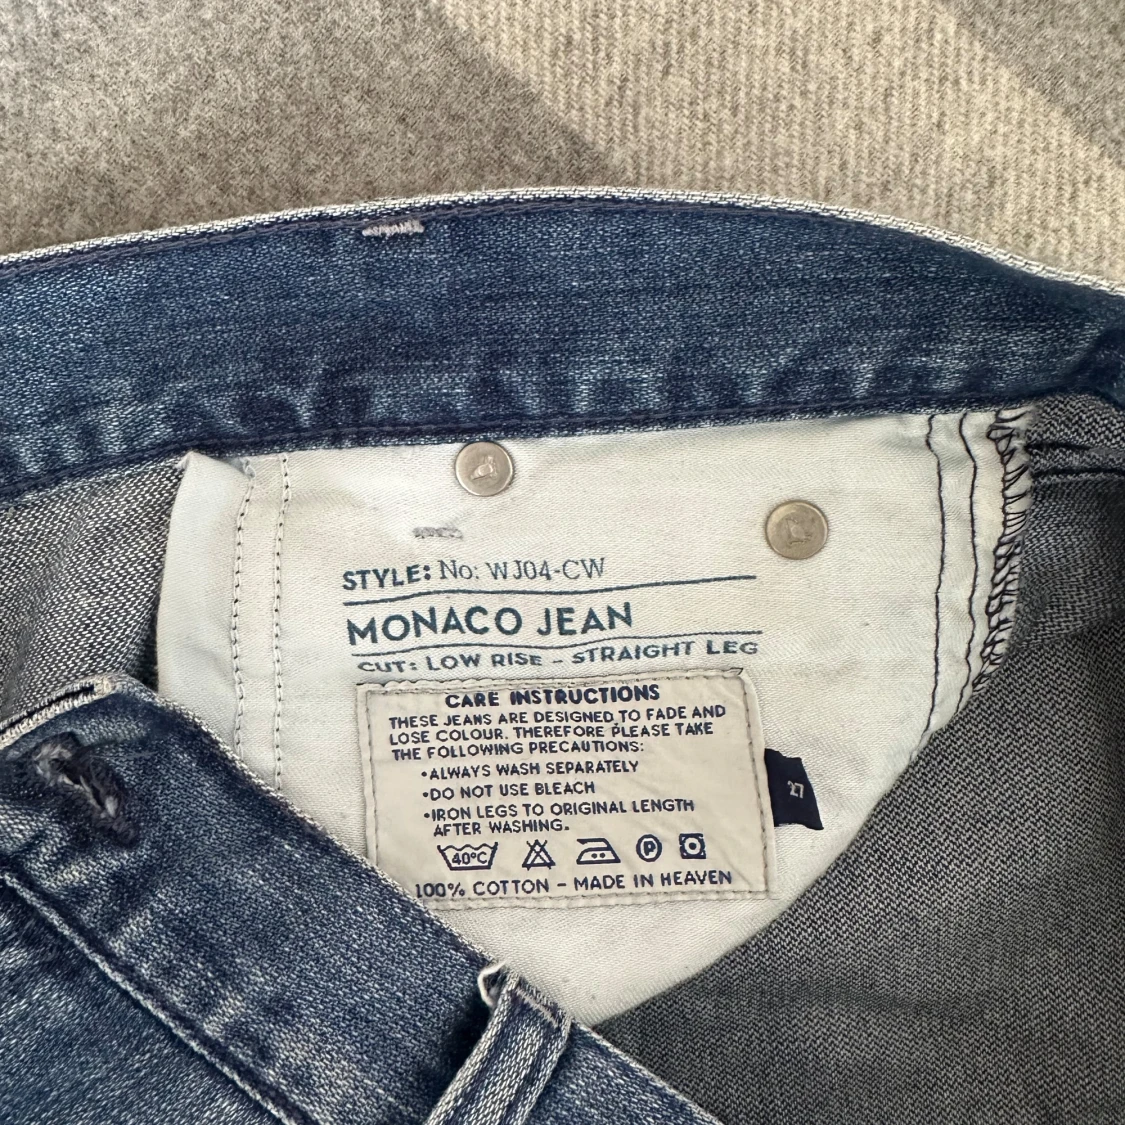 STYLE: No: WJ04-CW
MONACO JEAN
CUT: LOW RISE - STRAIGHT LEG
CARE INSTRUCTIONS
THESE JEANS ARE DESIGNED TO FADE AND
LOSE COLOUR. THEREFORE PLEASE TAKE
THE FOLLOWING PRECAUTIONS:
•ALWAYS WASH SEPARATELY
•DO NOT USE BLEACH
•IRON LEGS TO ORIGINAL LENGTH
AFTER WASHING.
40°C P
100% COTTON - MADE IN HEAVEN
27